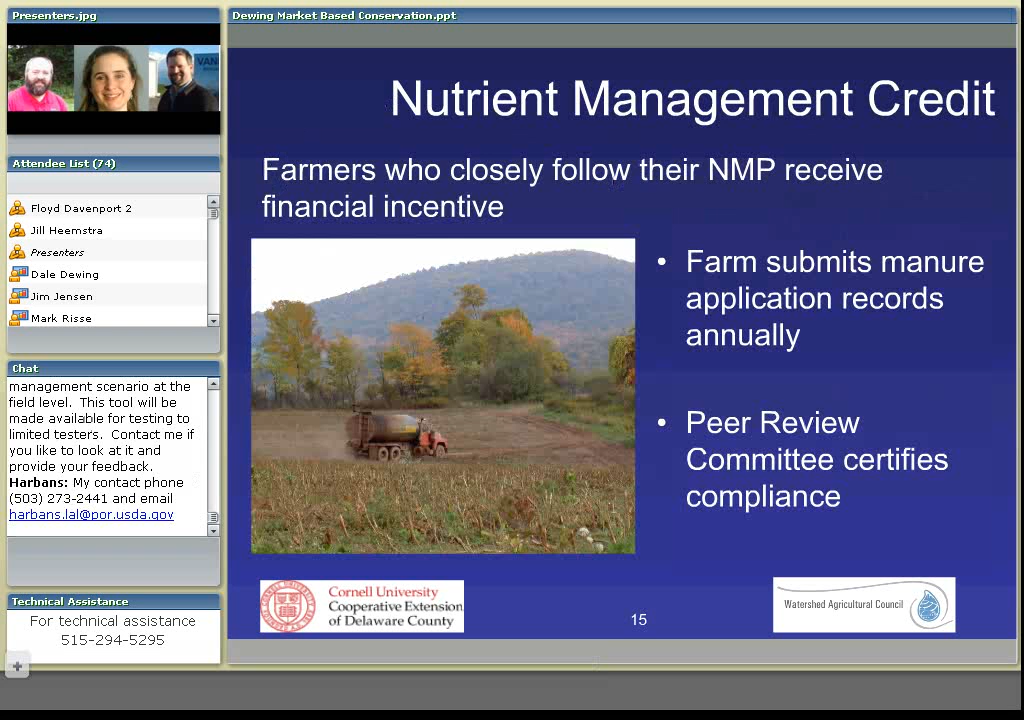 Presenters.jpg
Attendee List (74)
Floyd Davenport 2
Jill Heemstra
Presenters
Dale Dewing
Jim Jensen
Mark Risse
Chat
management scenario at the
field level. This tool will be
made available for testing to
limited testers. Contact me if
you like to look at it and
provide your feedback.
Harbans: My contact phone
(503) 273-2441 and email
harbans.lal@por.usda.gov
Technical Assistance
For technical assistance
515-294-5295
Dewing Market Based Conservation.ppt
Nutrient Management Credit
Farmers who closely follow their NMP receive
financial incentive
• Farm submits manure
application records
annually
• Peer Review
Committee certifies
compliance
Cornell University
Cooperative Extension
of Delaware County
15
Watershed Agricultural Council